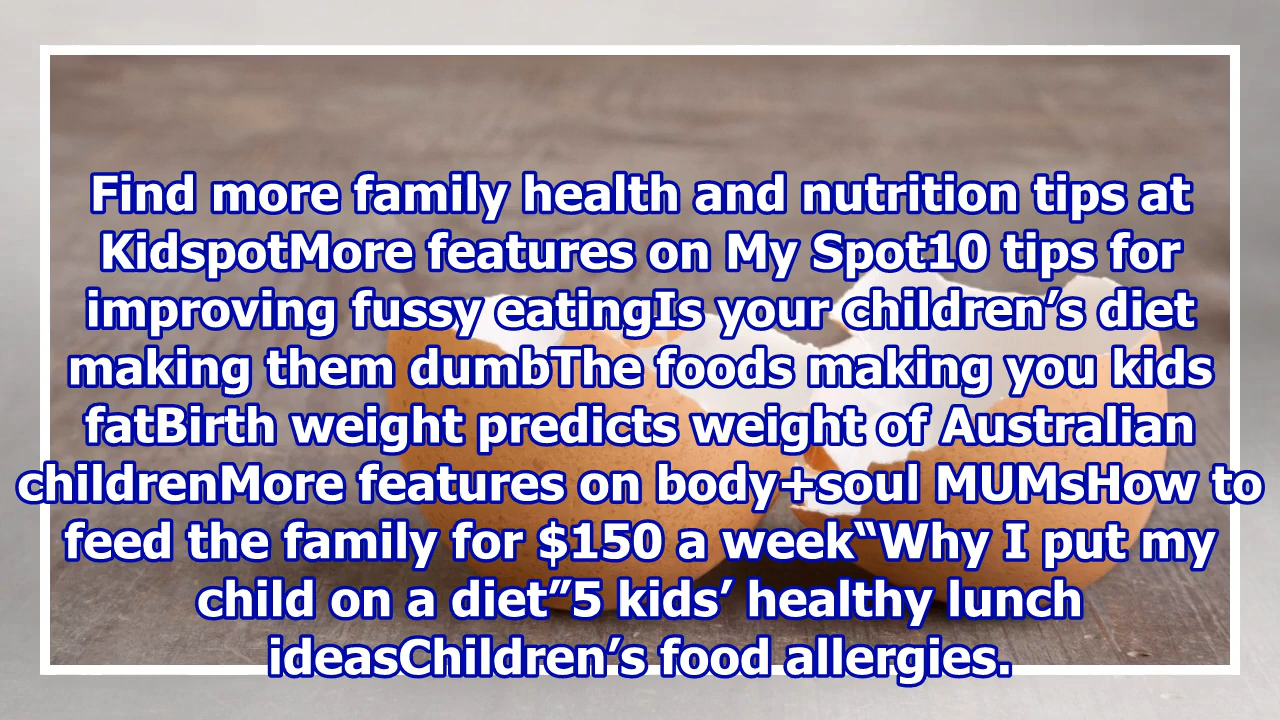 Find more family health and nutrition tips at
KidspotMore features on My Spot10 tips for
improving fussy eatingIs your children’s diet
making them dumbThe foods making you kids
fatBirth weight predicts weight of Australian
childrenMore features on body+soul MUMsHow to
feed the family for $150 a week“Why I put my
child on a diet”5 kids’ healthy lunch
ideasChildren’s food allergies.